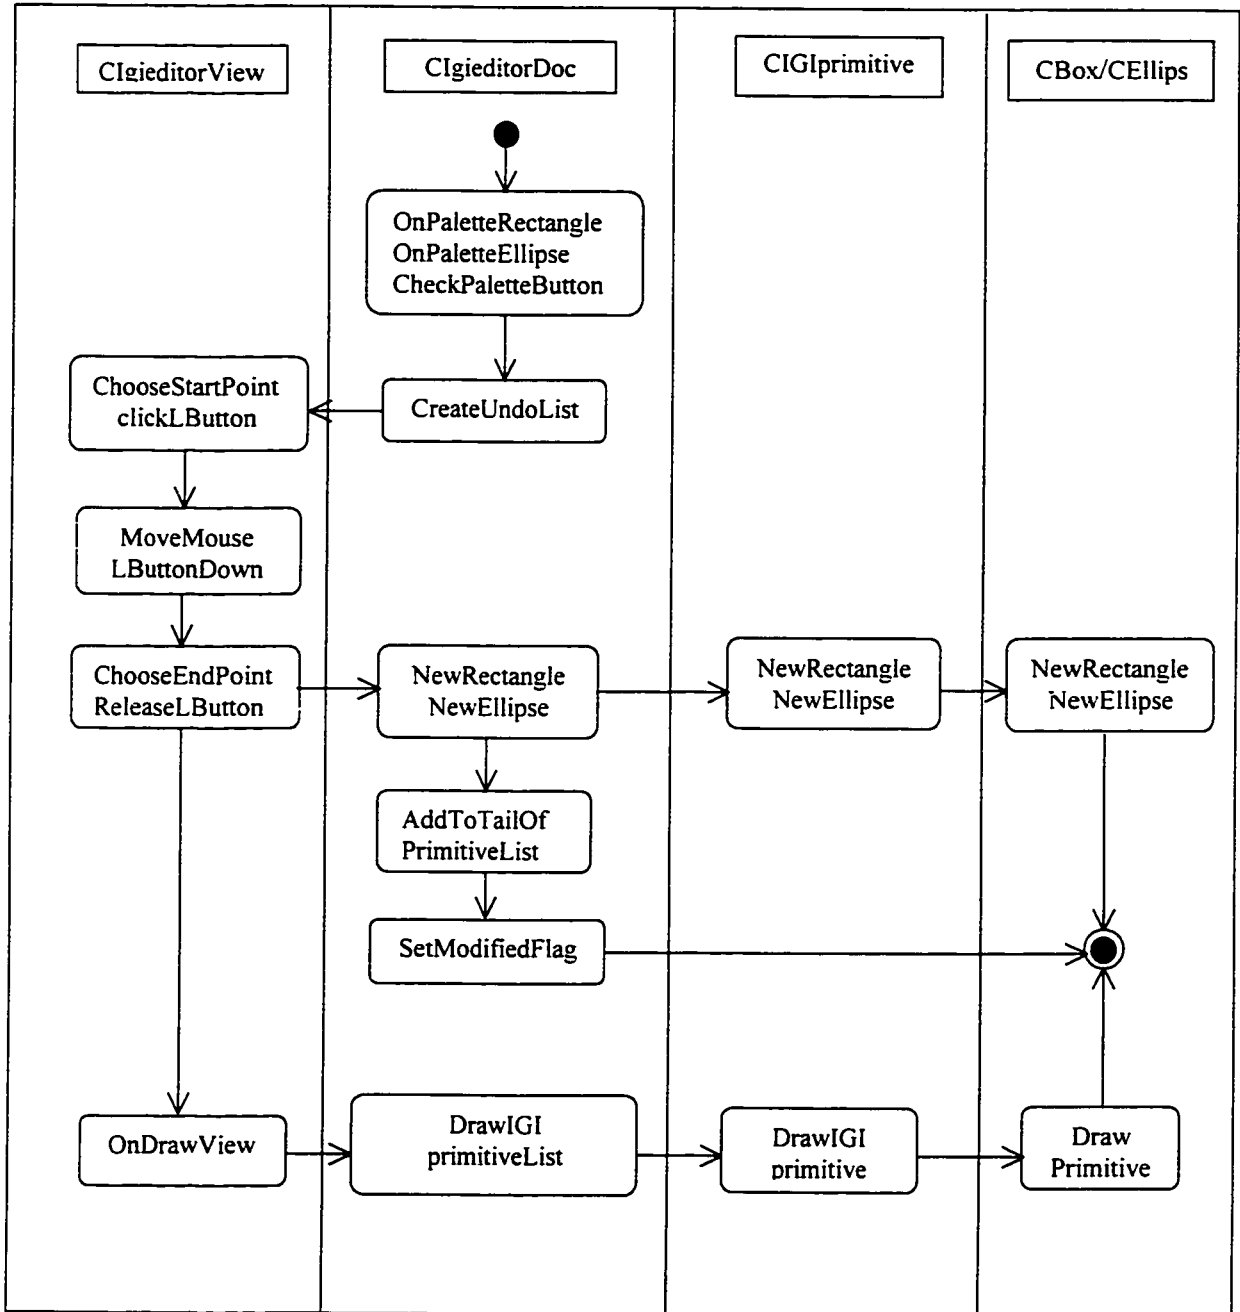 CIgieditorView
CIgieditorDoc
CIGIprimitive
CBox/CEllips
OnPaletteRectangle
OnPaletteEllipse
CheckPaletteButton
ChooseStartPoint
clickLButton
CreateUndoList
MoveMouse
LButtonDown
ChooseEndPoint
ReleaseLButton
NewRectangle
NewEllipse
NewRectangle
NewEllipse
NewRectangle
NewEllipse
AddToTailOf
PrimitiveList
SetModifiedFlag
OnDrawView
DrawIGI
primitiveList
DrawIGI
primitive
Draw
Primitive